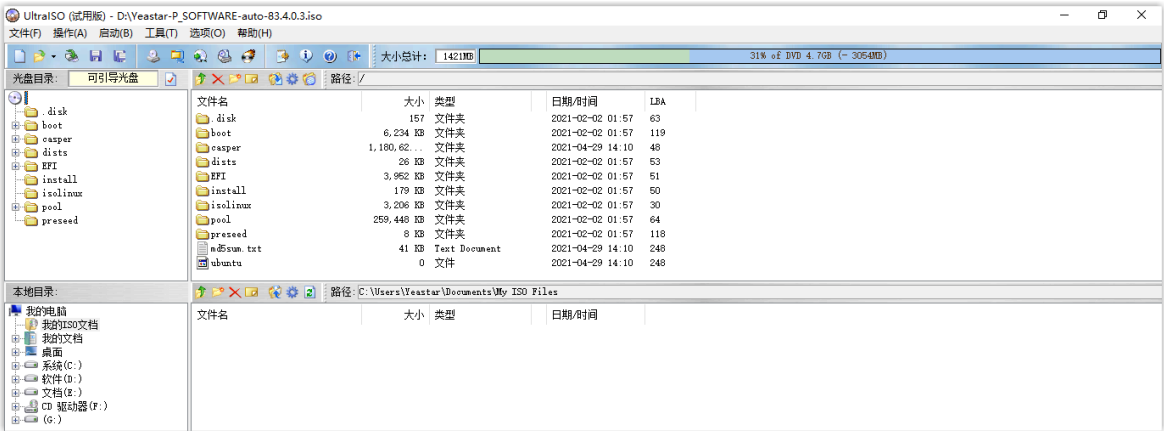 UltraISO (试用版) - D:\Yeastar-P_SOFTWARE-auto-83.4.0.3.iso
文件(F) 操作(A) 启动(B) 工具(T) 选项(O) 帮助(H)
大小总计: 1421MB 31% of DVD 4.7GB (- 3054MB)
光盘目录: 可引导光盘 路径: /
.disk
boot
casper
dists
EFI
install
isolinux
pool
preseed
文件名 大小 类型 日期/时间 LBA
.disk 157 文件夹 2021-02-02 01:57 63
boot 6,234 KB 文件夹 2021-02-02 01:57 119
casper 1,180,62... 文件夹 2021-04-29 14:10 48
dists 26 KB 文件夹 2021-02-02 01:57 53
EFI 3,952 KB 文件夹 2021-02-02 01:57 51
install 179 KB 文件夹 2021-02-02 01:57 50
isolinux 3,206 KB 文件夹 2021-02-02 01:57 30
pool 259,448 KB 文件夹 2021-02-02 01:57 64
preseed 8 KB 文件夹 2021-02-02 01:57 118
md5sum.txt 41 KB Text Document 2021-04-29 14:10 248
ubuntu 0 文件 2021-04-29 14:10 248
本地目录: 路径: C:\Users\Yeastar\Documents\My ISO Files
我的电脑
我的ISO文档
我的文档
桌面
系统(C:)
软件(D:)
文档(E:)
CD 驱动器(F:)
(G:)
文件名 大小 类型 日期/时间